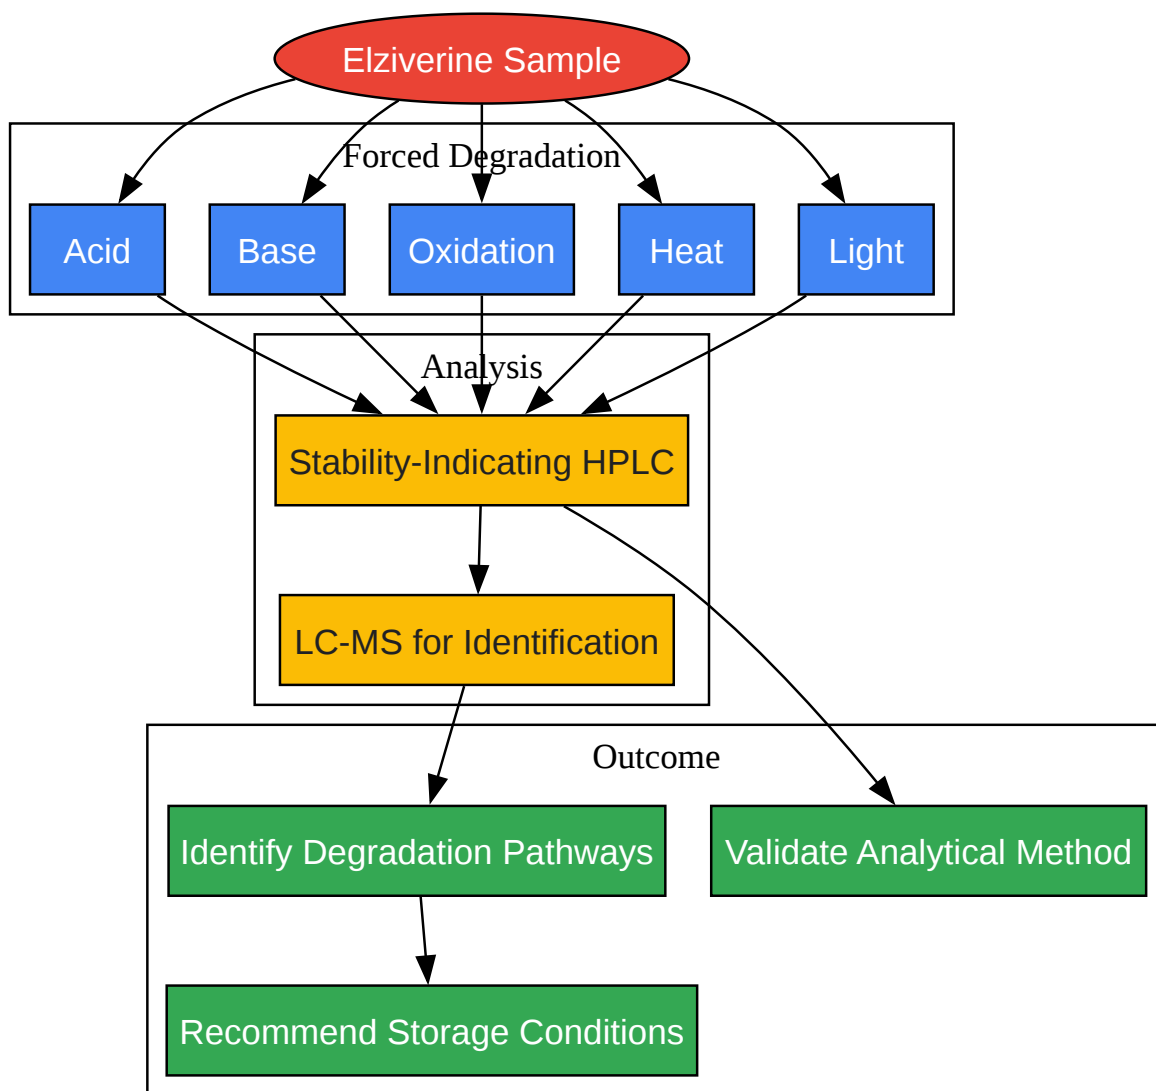 Elziverine Sample
Forced Degradation
Acid
Base
Oxidation
Heat
Light
Analysis
Stability-Indicating HPLC
LC-MS for Identification
Outcome
Identify Degradation Pathways
Validate Analytical Method
Recommend Storage Conditions